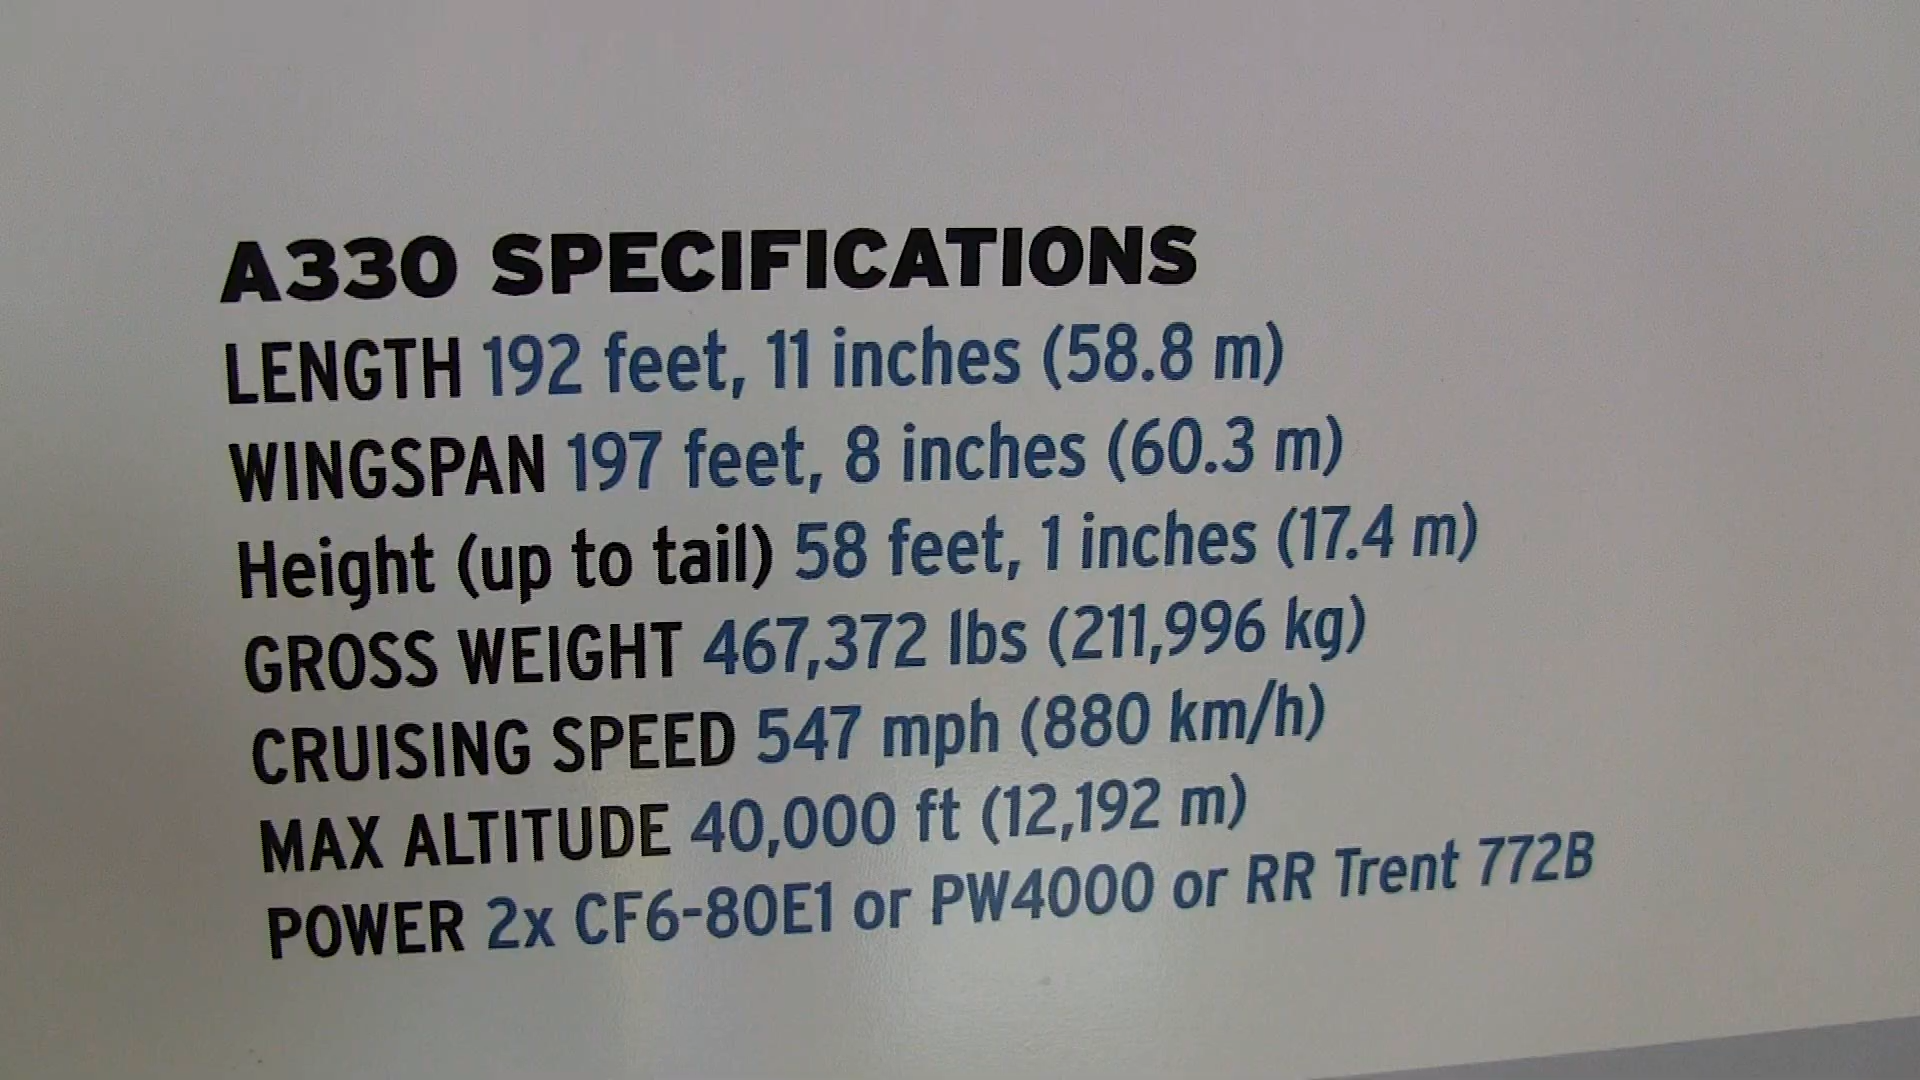 A330 SPECIFICATIONS
LENGTH 192 feet, 11 inches (58.8 m)
WINGSPAN 197 feet, 8 inches (60.3 m)
Height (up to tail) 58 feet, 1 inches (17.4 m)
GROSS WEIGHT 467,372 lbs (211,996 kg)
CRUISING SPEED 547 mph (880 km/h)
MAX ALTITUDE 40,000 ft (12,192 m)
POWER 2x CF6-80E1 or PW4000 or RR Trent 772B